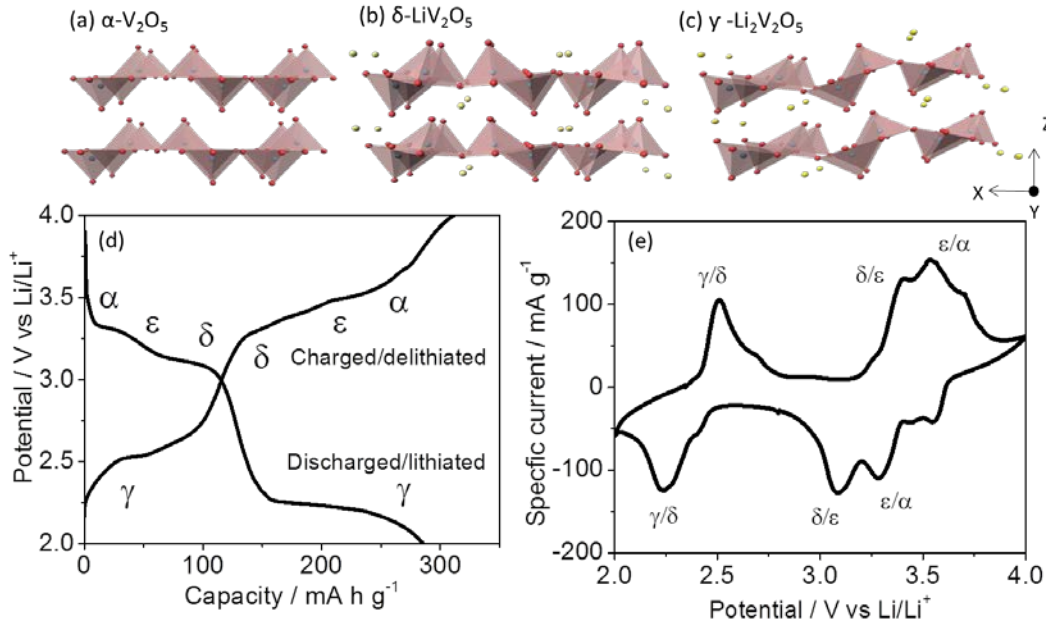 (a) α-V₂O₅
(b) δ-LiV₂O₅
(c) γ-Li₂V₂O₅
Z
X
Y
(d)
4.0
3.5
3.0
2.5
2.0
Potential / V vs Li/Li⁺
α
ε
δ
γ
δ
ε
α
γ
Charged/delithiated
Discharged/lithiated
0
100
200
300
Capacity / mA h g⁻¹
(e)
200
100
0
-100
-200
Specfic current / mA g⁻¹
γ/δ
δ/ε
ε/α
γ/δ
δ/ε
ε/α
2.0
2.5
3.0
3.5
4.0
Potential / V vs Li/Li⁺